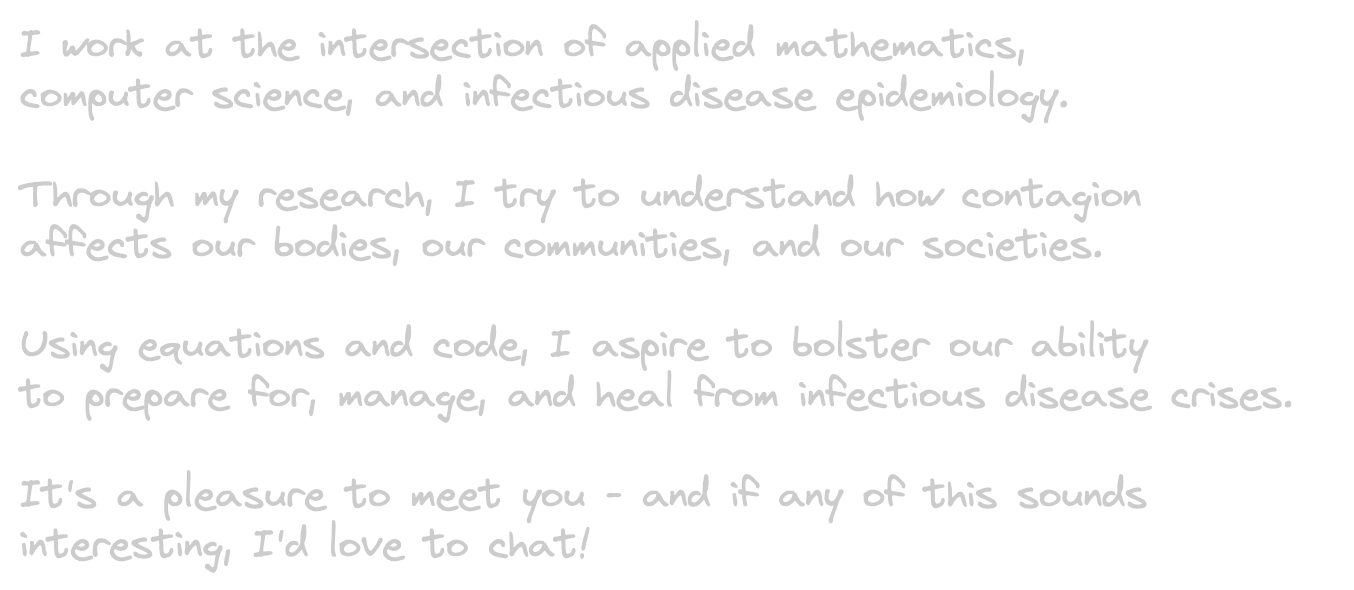 I work at the intersection of applied mathematics,
computer science, and infectious disease epidemiology.
Through my research, I try to understand how contagion
affects our bodies, our communities, and our societies.
Using equations and code, I aspire to bolster our ability
to prepare for, manage, and heal from infectious disease crises.
It's a pleasure to meet you - and if any of this sounds
interesting, I'd love to chat!